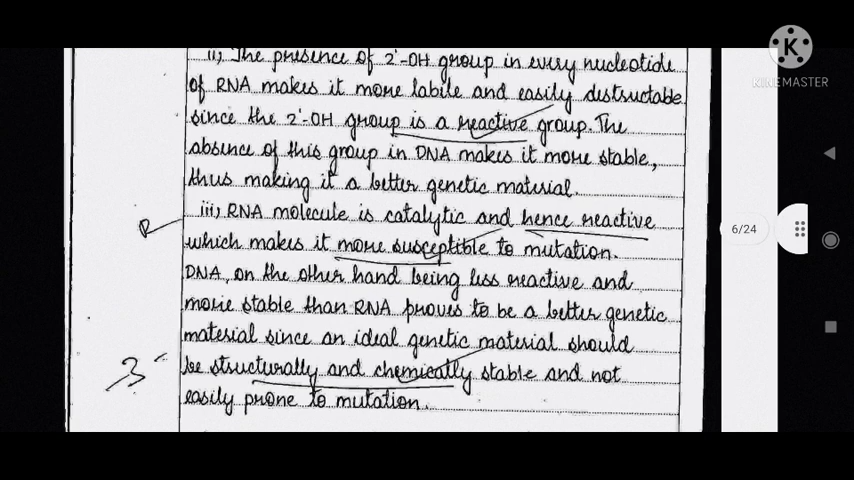 ii, The presence of 2'-OH group in every nucleotide
of RNA makes it more labile and easily destructable
since the 2'-OH group is a reactive group. The
absence of this group in DNA makes it more stable,
thus making it a better genetic material.
iii, RNA molecule is catalytic and hence reactive
which makes it more susceptible to mutation.
DNA, on the other hand being less reactive and
more stable than RNA proves to be a better genetic
material since an ideal genetic material should
be structurally and chemically stable and not
easily prone to mutation.
3
6/24
K
KINEMASTER